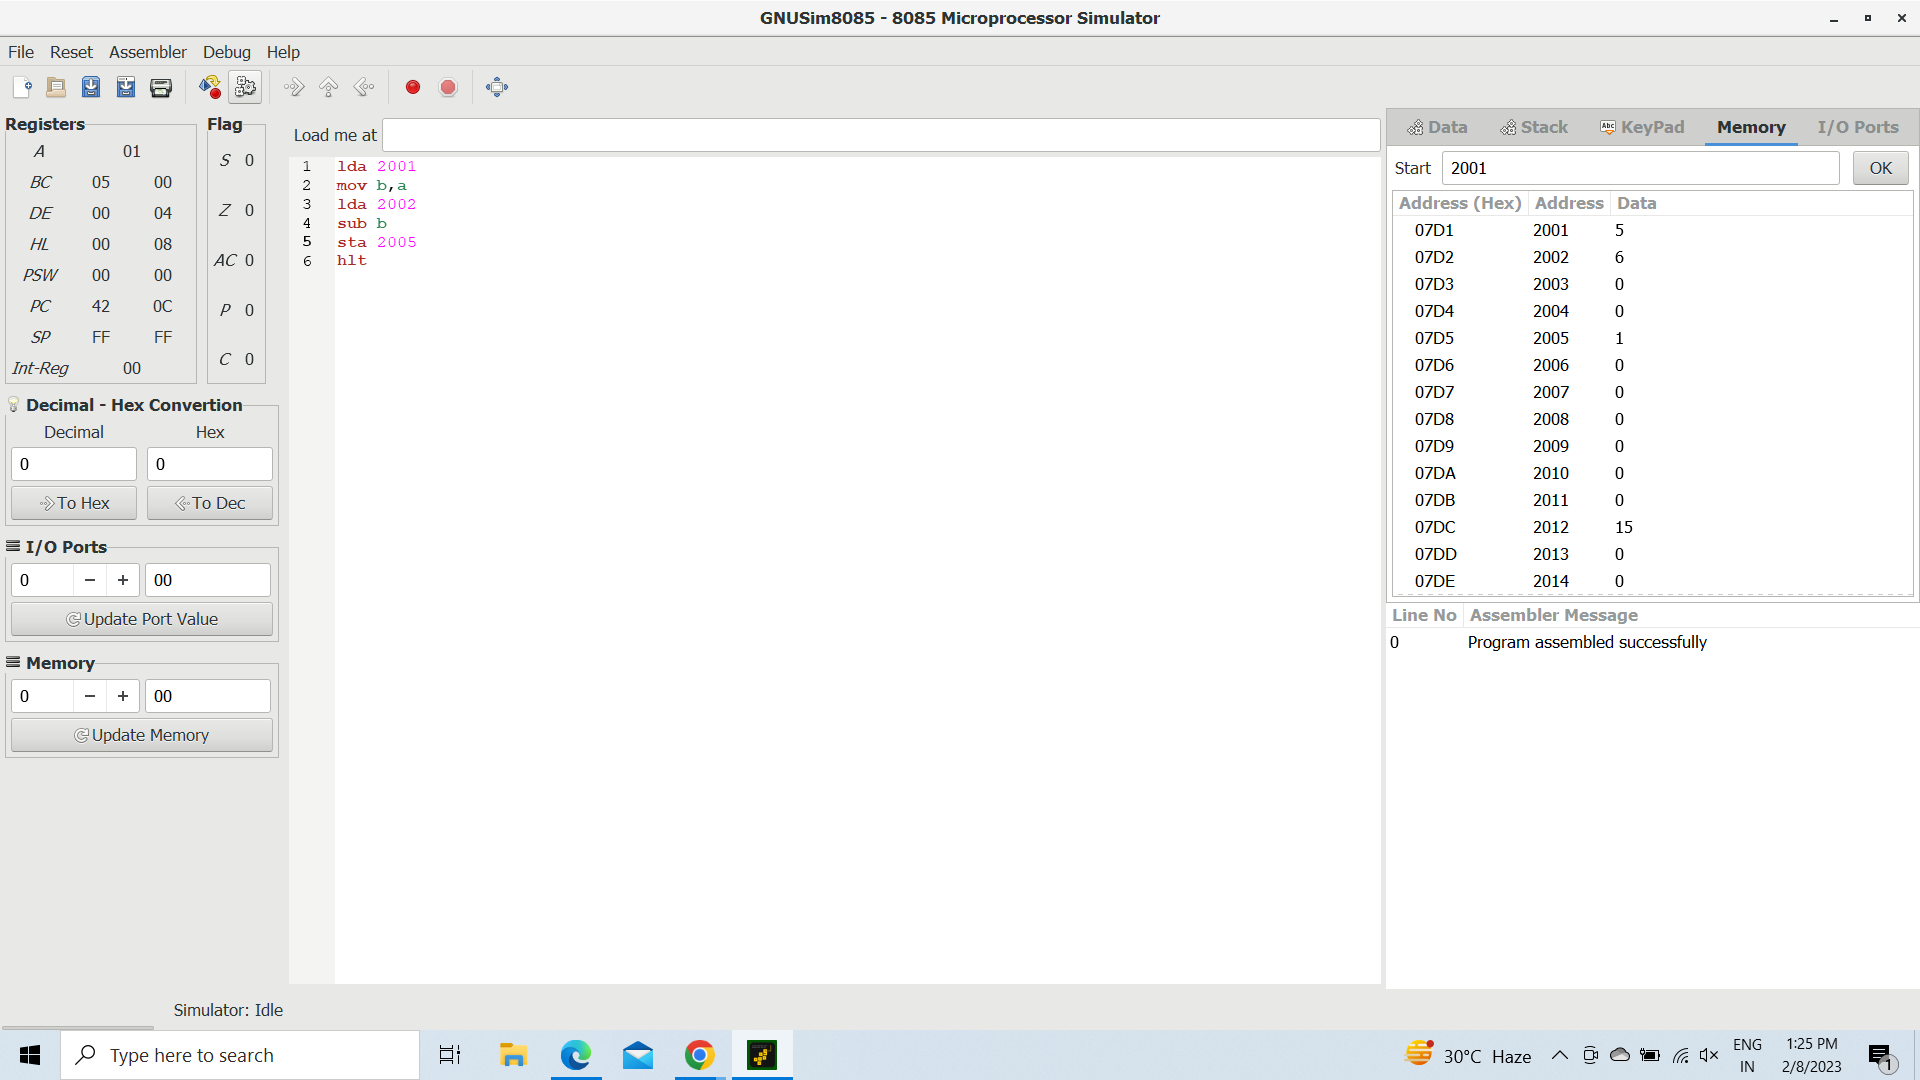 GNUSim8085 - 8085 Microprocessor Simulator
File Reset Assembler Debug Help
Registers
A 01
BC 05 00
DE 00 04
HL 00 08
PSW 00 00
PC 42 0C
SP FF FF
Int-Reg 00
Flag
S 0
Z 0
AC 0
P 0
C 0
Decimal - Hex Convertion
Decimal Hex
0 0
To Hex To Dec
I/O Ports
0 − + 00
Update Port Value
Memory
0 − + 00
Update Memory
Load me at
1 lda 2001
2 mov b,a
3 lda 2002
4 sub b
5 sta 2005
6 hlt
Data Stack Abc KeyPad Memory I/O Ports
Start 2001 OK
Address (Hex) Address Data
07D1 2001 5
07D2 2002 6
07D3 2003 0
07D4 2004 0
07D5 2005 1
07D6 2006 0
07D7 2007 0
07D8 2008 0
07D9 2009 0
07DA 2010 0
07DB 2011 0
07DC 2012 15
07DD 2013 0
07DE 2014 0
Line No Assembler Message
0 Program assembled successfully
Simulator: Idle
Type here to search
30°C Haze
ENG
IN
1:25 PM
2/8/2023
1